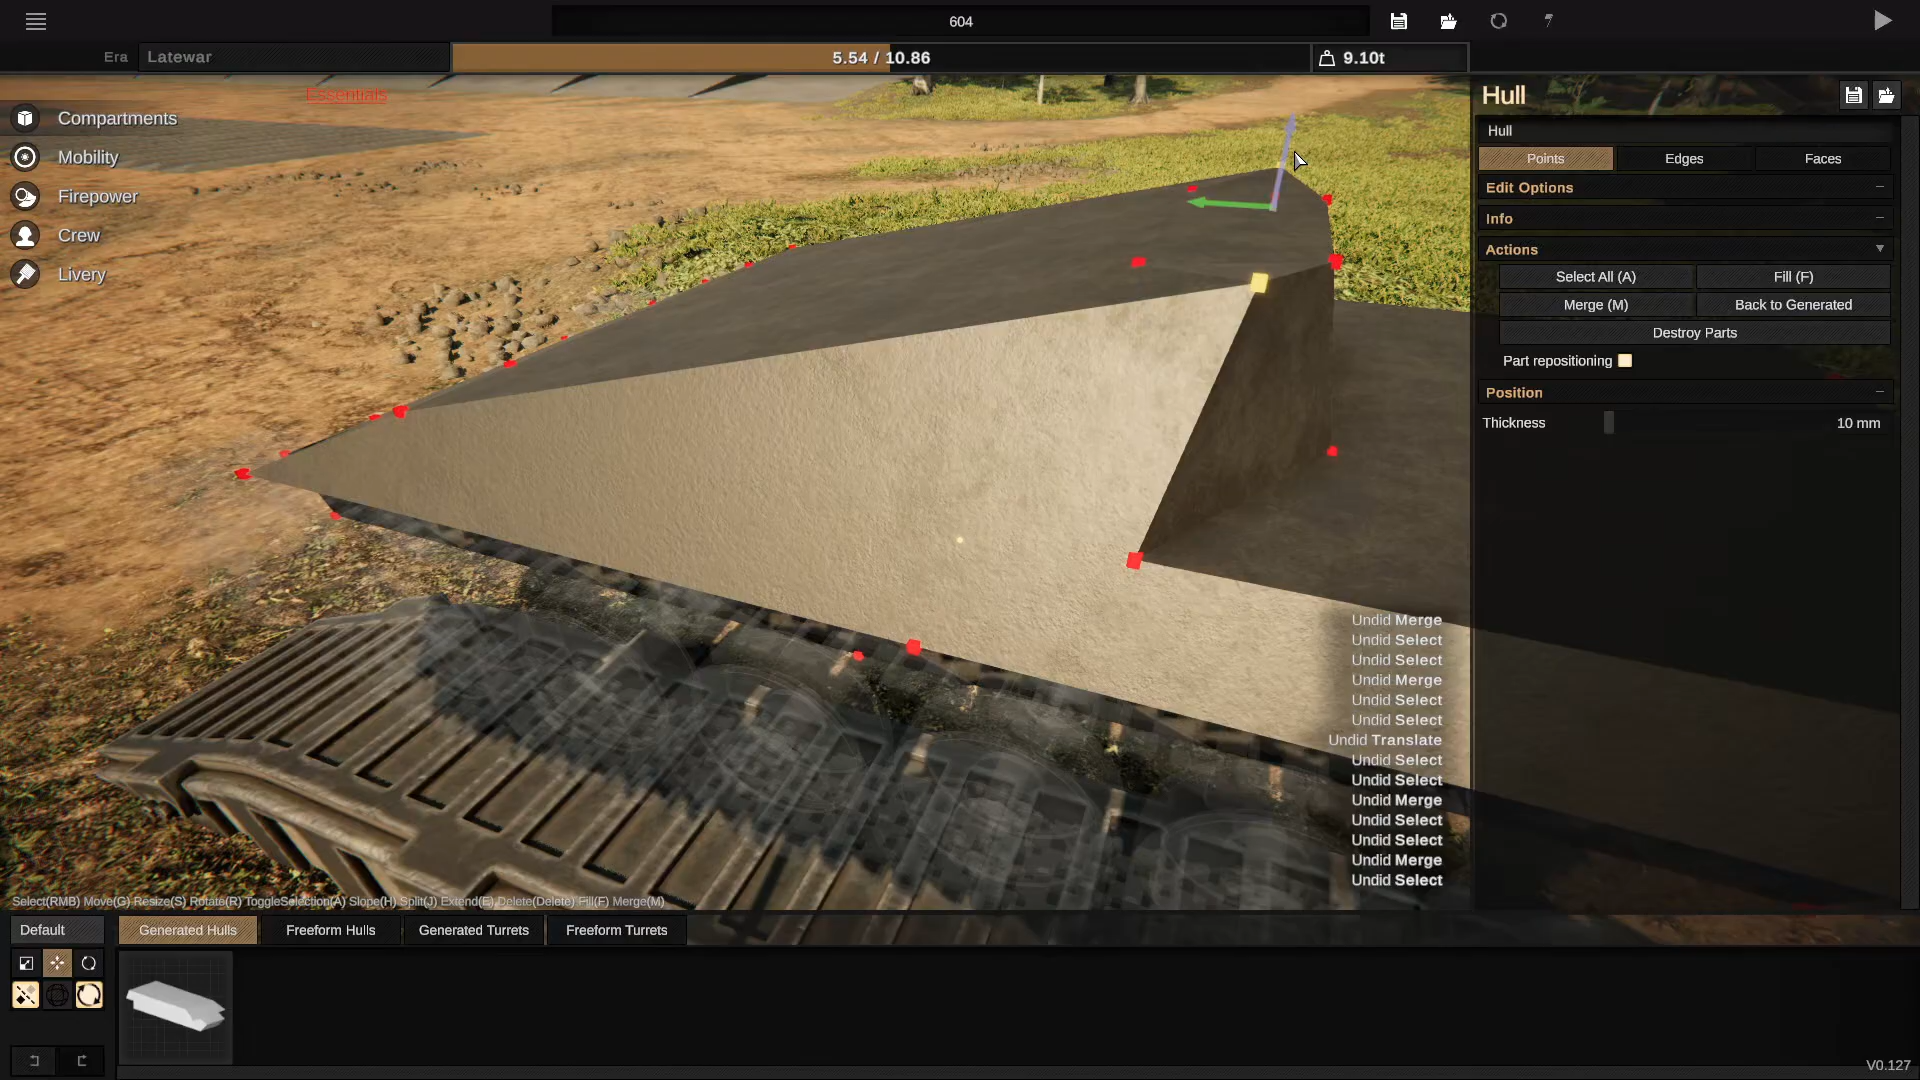 604
Era
Latewar
5.54 / 10.86
9.10t
Essentials
Compartments
Mobility
Firepower
Crew
Livery
Hull
Hull
Points
Edges
Faces
Edit Options
Info
Actions
Select All (A)
Fill (F)
Merge (M)
Back to Generated
Destroy Parts
Part repositioning
Position
Thickness
10 mm
Undid Merge
Undid Select
Undid Select
Undid Merge
Undid Select
Undid Select
Undid Translate
Undid Select
Undid Select
Undid Merge
Undid Select
Undid Select
Undid Merge
Undid Select
Select(RMB) Move(G) Resize(S) Rotate(R) ToggleSelection(A) Slope(H) Split(J) Extend(E) Delete(Delete) Fill(F) Merge(M)
Default
Generated Hulls
Freeform Hulls
Generated Turrets
Freeform Turrets
V0.127